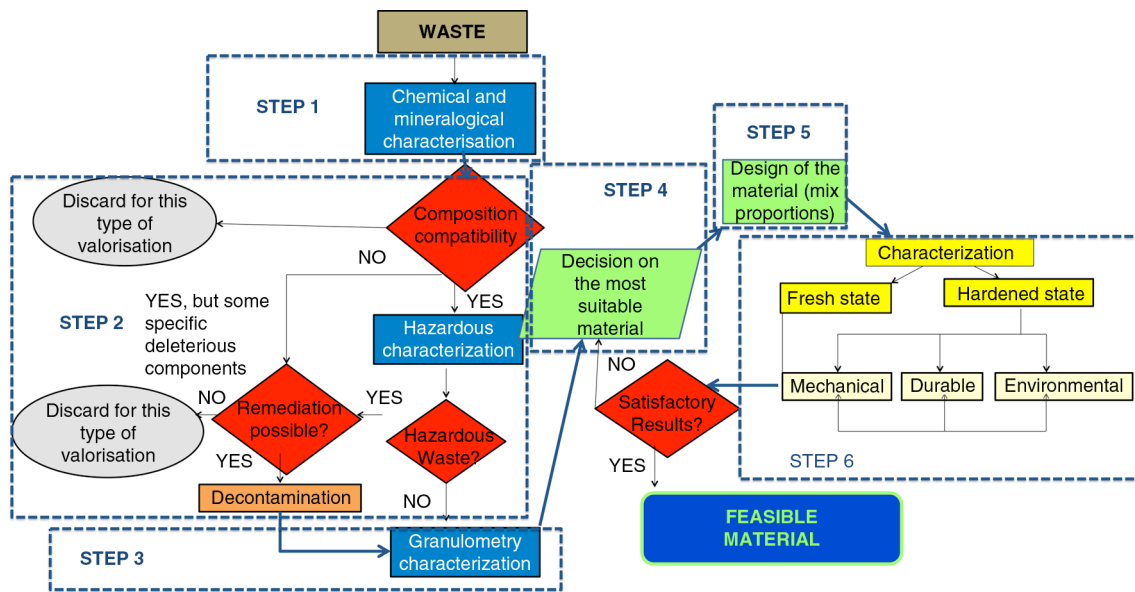 WASTE
STEP 1
Chemical and
mineralogical
characterisation
STEP 5
Design of the
material (mix
proportions)
STEP 4
Discard for this
type of
valorisation
Composition
compatibility
NO
YES
Decision on
the most
suitable
material
Characterization
Fresh state
Hardened state
Mechanical
Durable
Environmental
STEP 6
STEP 2
YES, but some
specific
deleterious
components
Hazardous
characterization
Discard for this
type of
valorisation
NO
Remediation
possible?
YES
Hazardous
Waste?
YES
NO
Decontamination
NO
Satisfactory
Results?
YES
FEASIBLE
MATERIAL
STEP 3
Granulometry
characterization